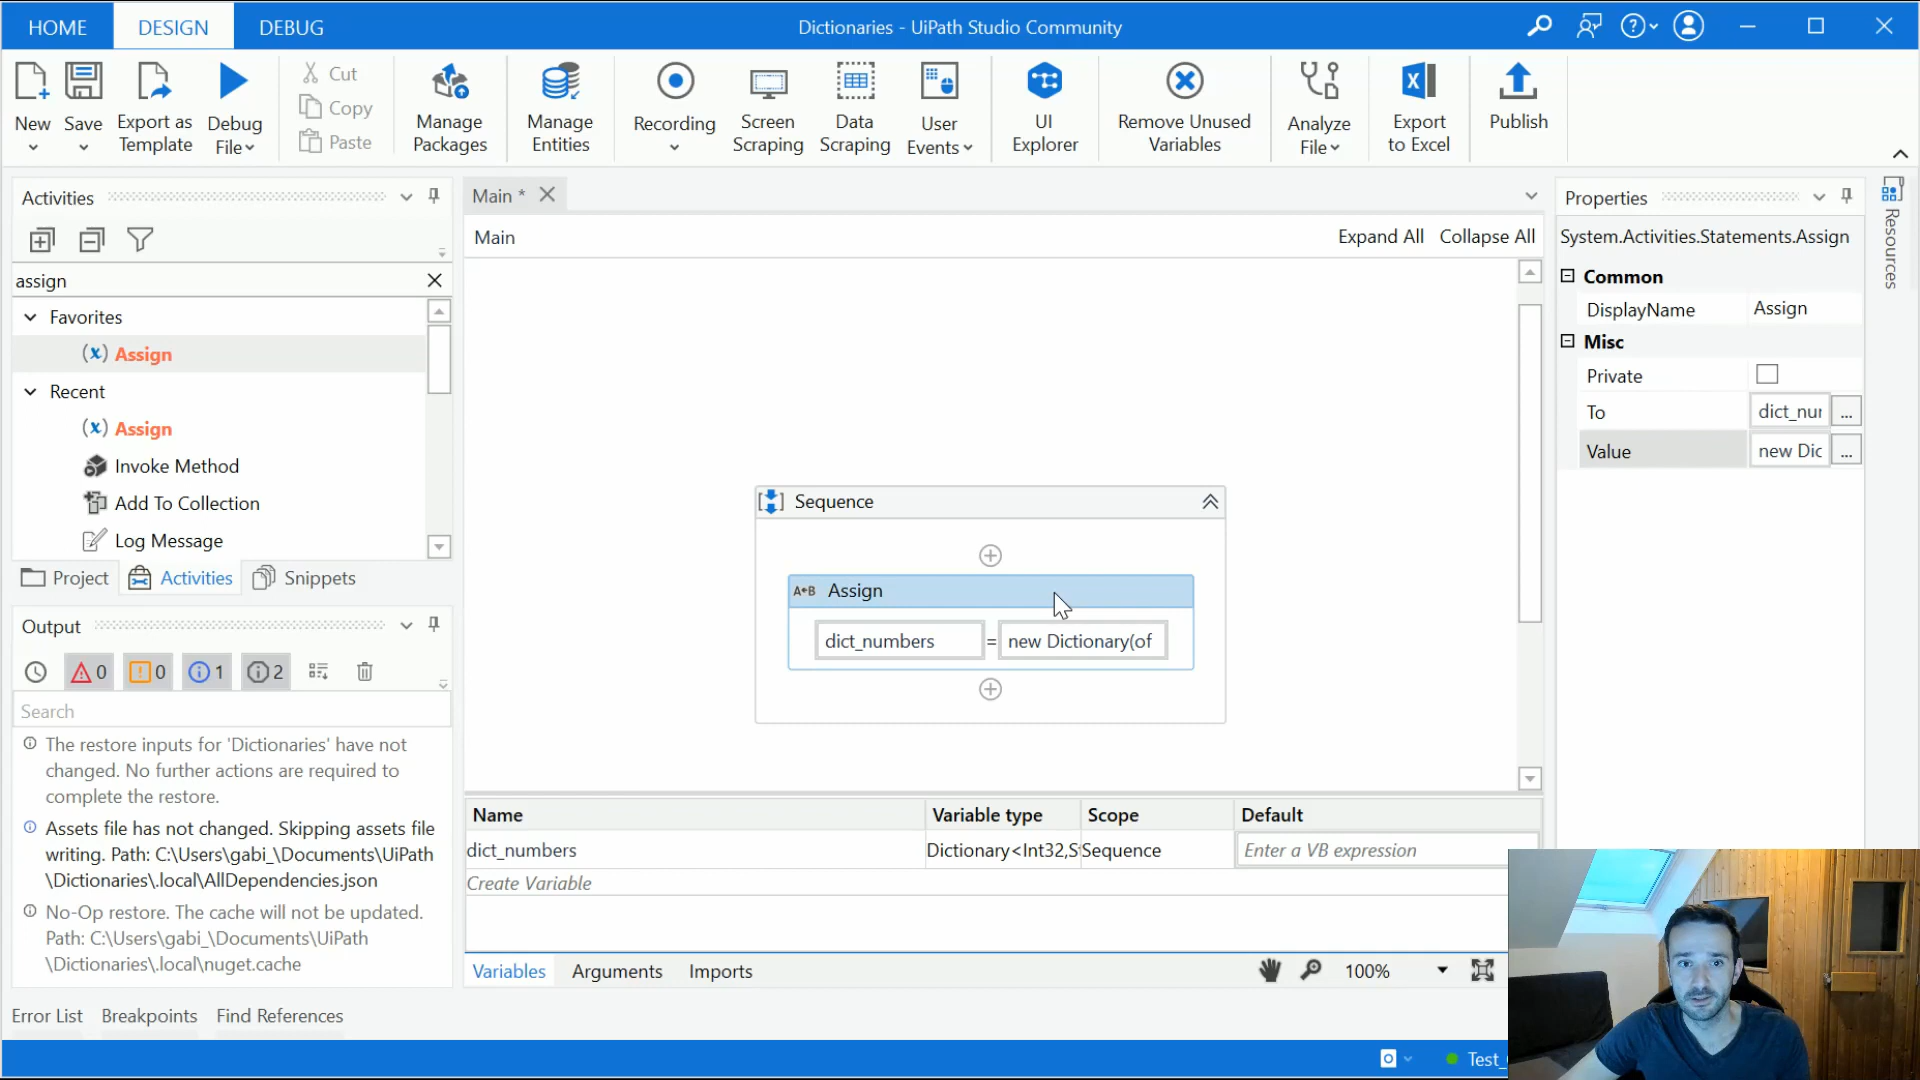 HOME DESIGN DEBUG
Dictionaries - UiPath Studio Community
New
Save
Export as
Template
Debug
File
Cut
Copy
Paste
Manage
Packages
Manage
Entities
Recording
Screen
Scraping
Data
Scraping
User
Events
UI
Explorer
Remove Unused
Variables
Analyze
File
Export
to Excel
Publish
Activities
assign
Favorites
(x) Assign
Recent
(x) Assign
Invoke Method
Add To Collection
Log Message
Project Activities Snippets
Output
0 0 1 2
Search
The restore inputs for 'Dictionaries' have not
changed. No further actions are required to
complete the restore.
Assets file has not changed. Skipping assets file
writing. Path: C:\Users\gabi_\Documents\UiPath
\Dictionaries\.local\AllDependencies.json
No-Op restore. The cache will not be updated.
Path: C:\Users\gabi_\Documents\UiPath
\Dictionaries\.local\nuget.cache
Error List Breakpoints Find References
Main *
Main
Expand All Collapse All
Sequence
A+B Assign
dict_numbers = new Dictionary(of
Name Variable type Scope Default
dict_numbers Dictionary<Int32,S Sequence Enter a VB expression
Create Variable
Variables Arguments Imports
100%
Properties
System.Activities.Statements.Assign
Common
DisplayName Assign
Misc
Private
To dict_nur ...
Value new Dic ...
Resources
Test_